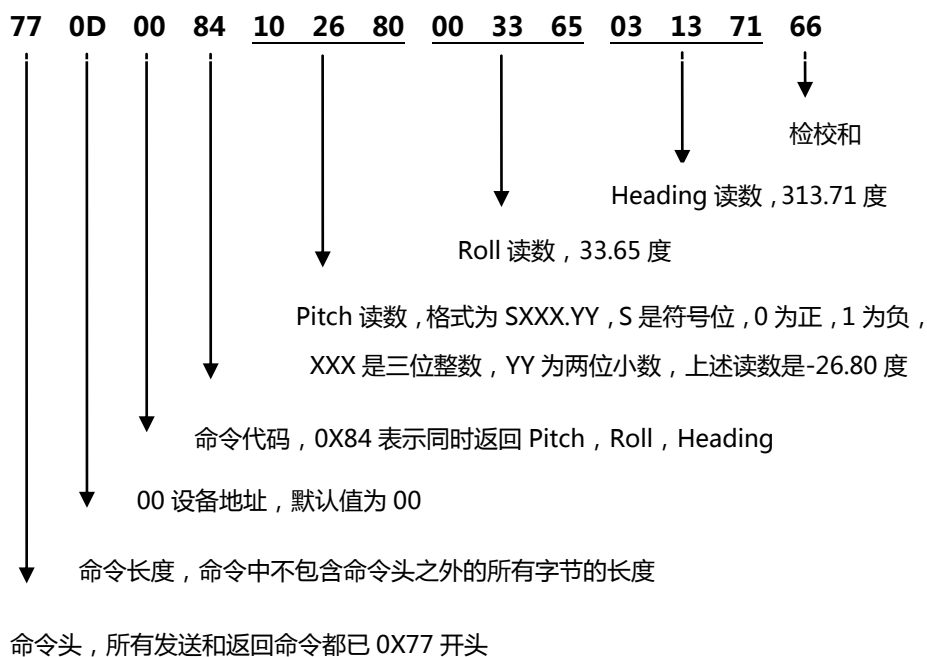 77 0D 00 84 10 26 80 00 33 65 03 13 71 66
检校和
Heading 读数，313.71 度
Roll 读数，33.65 度
Pitch 读数，格式为 SXXX.YY，S 是符号位，0 为正，1 为负，
XXX 是三位整数，YY 为两位小数，上述读数是-26.80 度
命令代码，0X84 表示同时返回 Pitch，Roll，Heading
00 设备地址，默认值为 00
命令长度，命令中不包含命令头之外的所有字节的长度
命令头，所有发送和返回命令都已 0X77 开头